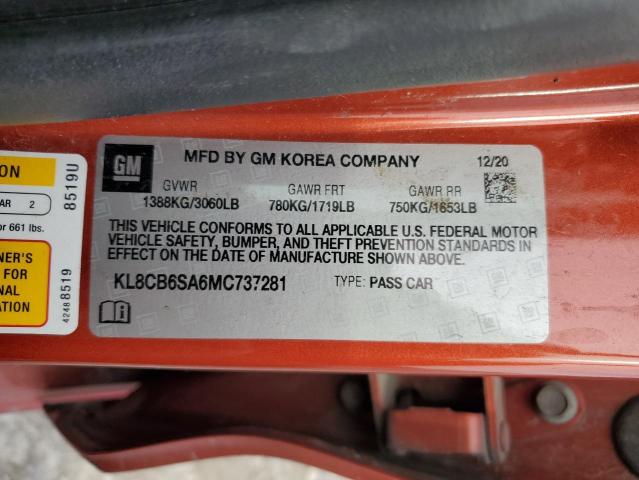 GM
MFD BY GM KOREA COMPANY 12/20
GVWR GAWR FRT GAWR RR
1388KG/3060LB 780KG/1719LB 750KG/1653LB
THIS VEHICLE CONFORMS TO ALL APPLICABLE U.S. FEDERAL MOTOR
VEHICLE SAFETY, BUMPER, AND THEFT PREVENTION STANDARDS IN
EFFECT ON THE DATE OF MANUFACTURE SHOWN ABOVE.
KL8CB6SA6MC737281 TYPE: PASS CAR
ON
AR 2
or 661 lbs.
NER'S
FOR
NAL
ATION
8519U
42488519